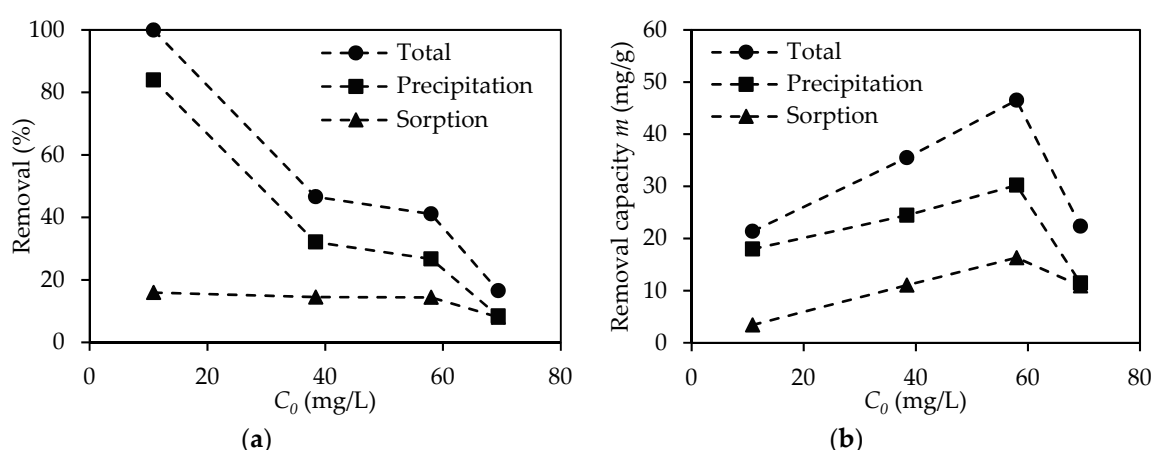 Removal (%)
100
80
60
40
20
0
Total
Precipitation
Sorption
0 20 40 60 80
C0 (mg/L)
(a)
Removal capacity m (mg/g)
60
50
40
30
20
10
0
Total
Precipitation
Sorption
0 20 40 60 80
C0 (mg/L)
(b)